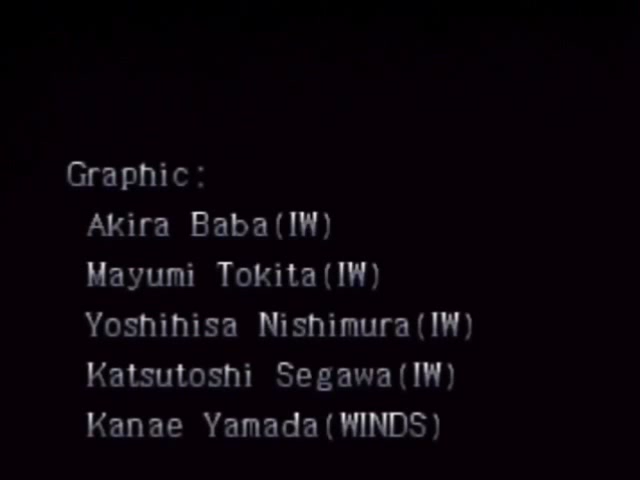 Graphic:
Akira Baba(IW)
Mayumi Tokita(IW)
Yoshihisa Nishimura(IW)
Katsutoshi Segawa(IW)
Kanae Yamada(WINDS)